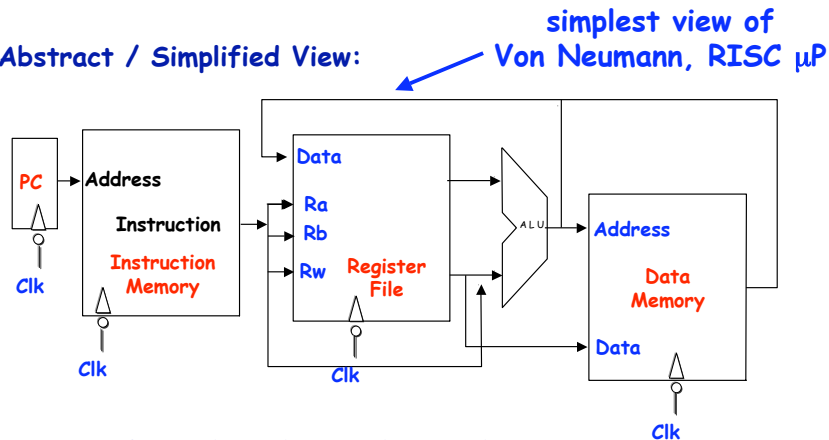 simplest view of
Von Neumann, RISC μP
Abstract / Simplified View:
PC
Clk
Address
Instruction
Instruction
Memory
Clk
Data
Ra
Rb
Rw
Register
File
Clk
ALU
Address
Data
Memory
Data
Clk